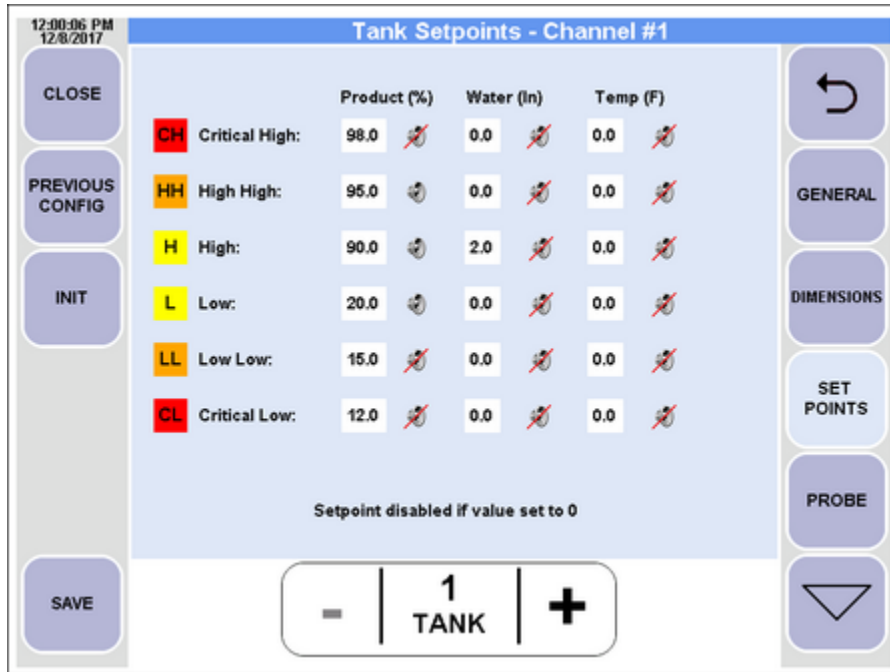 12:00:06 PM
12/8/2017
Tank Setpoints - Channel #1
CLOSE
PREVIOUS
CONFIG
INIT
SAVE
Product (%) Water (In) Temp (F)
CH Critical High: 98.0 0.0 0.0
HH High High: 95.0 0.0 0.0
H High: 90.0 2.0 0.0
L Low: 20.0 0.0 0.0
LL Low Low: 15.0 0.0 0.0
CL Critical Low: 12.0 0.0 0.0
Setpoint disabled if value set to 0
- 1 +
TANK
GENERAL
DIMENSIONS
SET
POINTS
PROBE